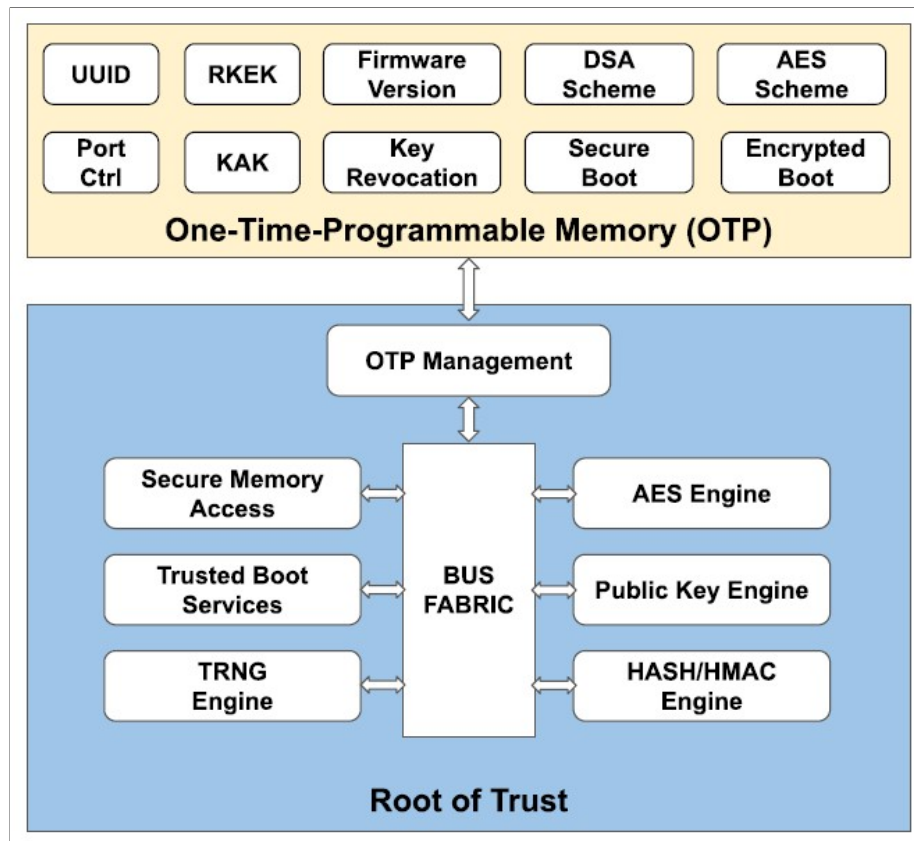 UUID
RKEK
Firmware
Version
DSA
Scheme
AES
Scheme
Port
Ctrl
KAK
Key
Revocation
Secure
Boot
Encrypted
Boot
One-Time-Programmable Memory (OTP)
OTP Management
Secure Memory
Access
AES Engine
Trusted Boot
Services
BUS
FABRIC
Public Key Engine
TRNG
Engine
HASH/HMAC
Engine
Root of Trust